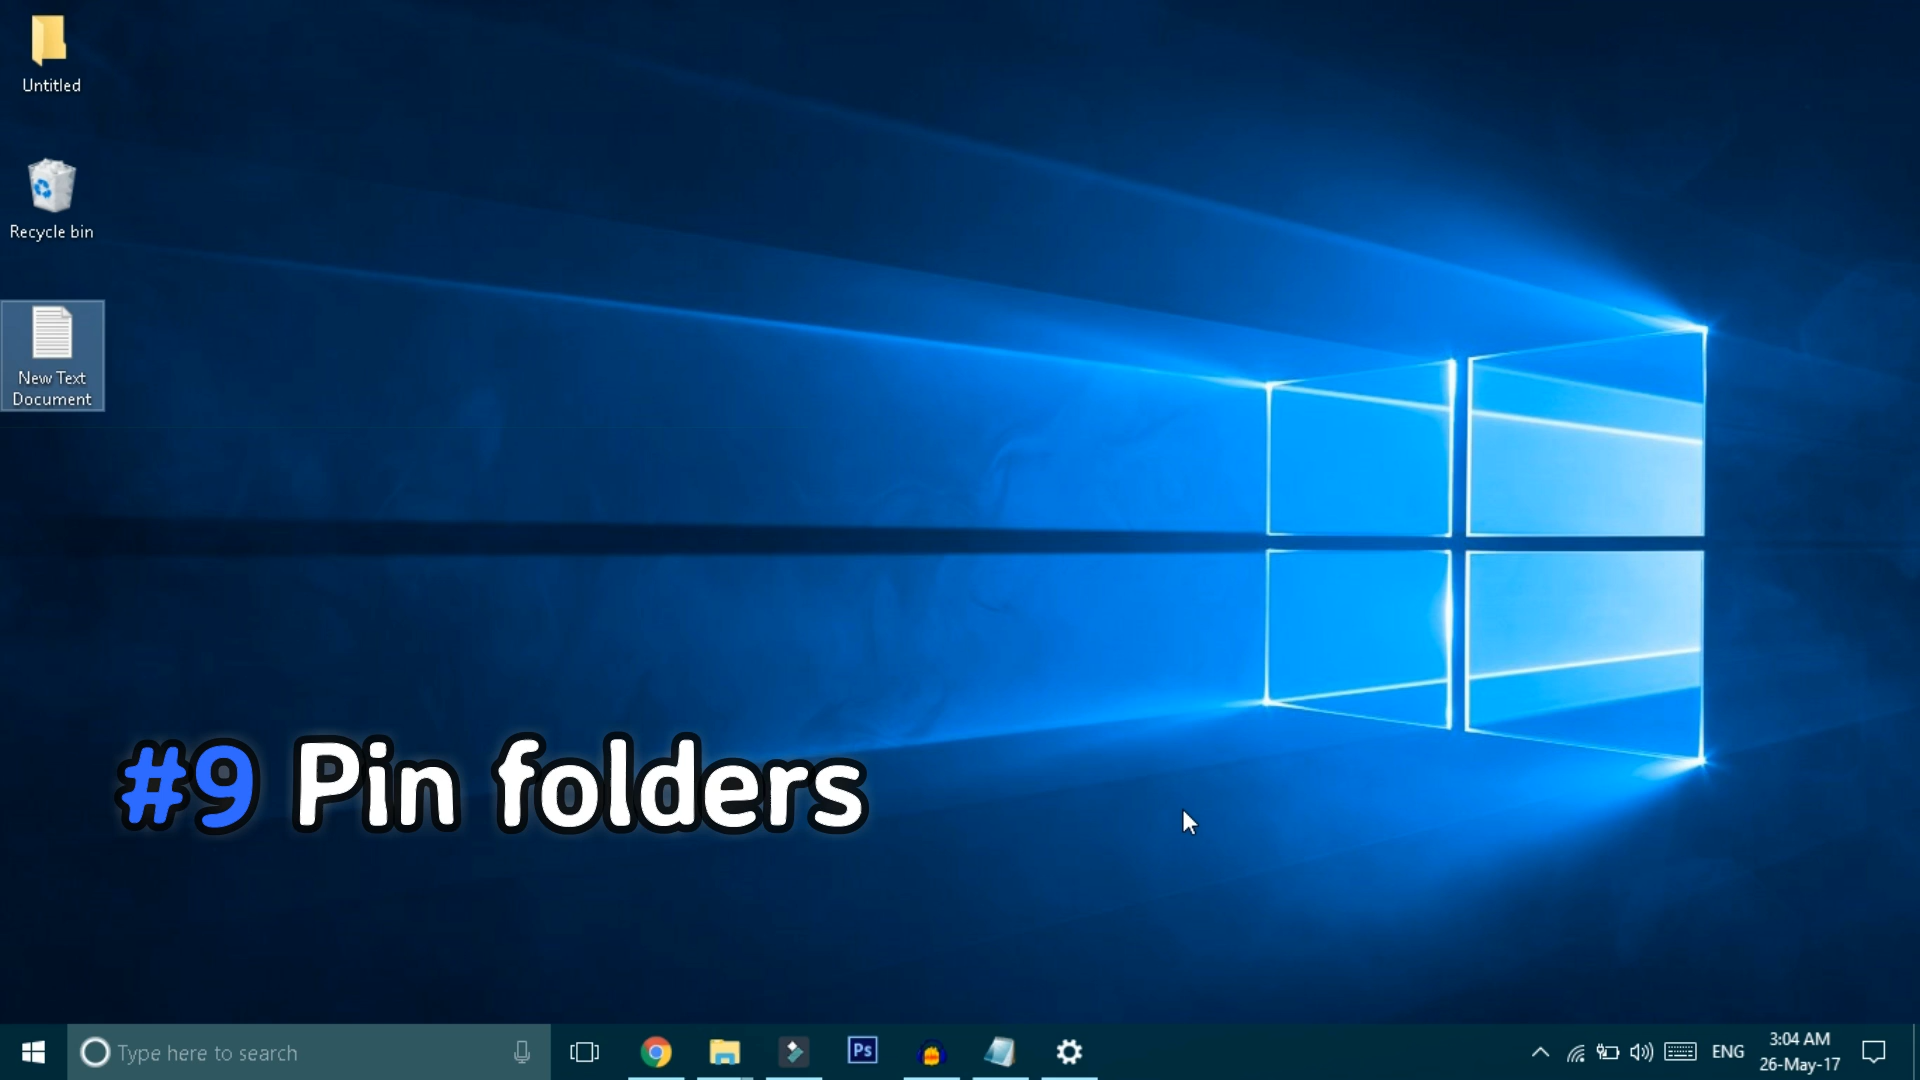 Untitled
Recycle bin
New Text
Document
#9 Pin folders
Type here to search
Ps
ENG
3:04 AM
26-May-17